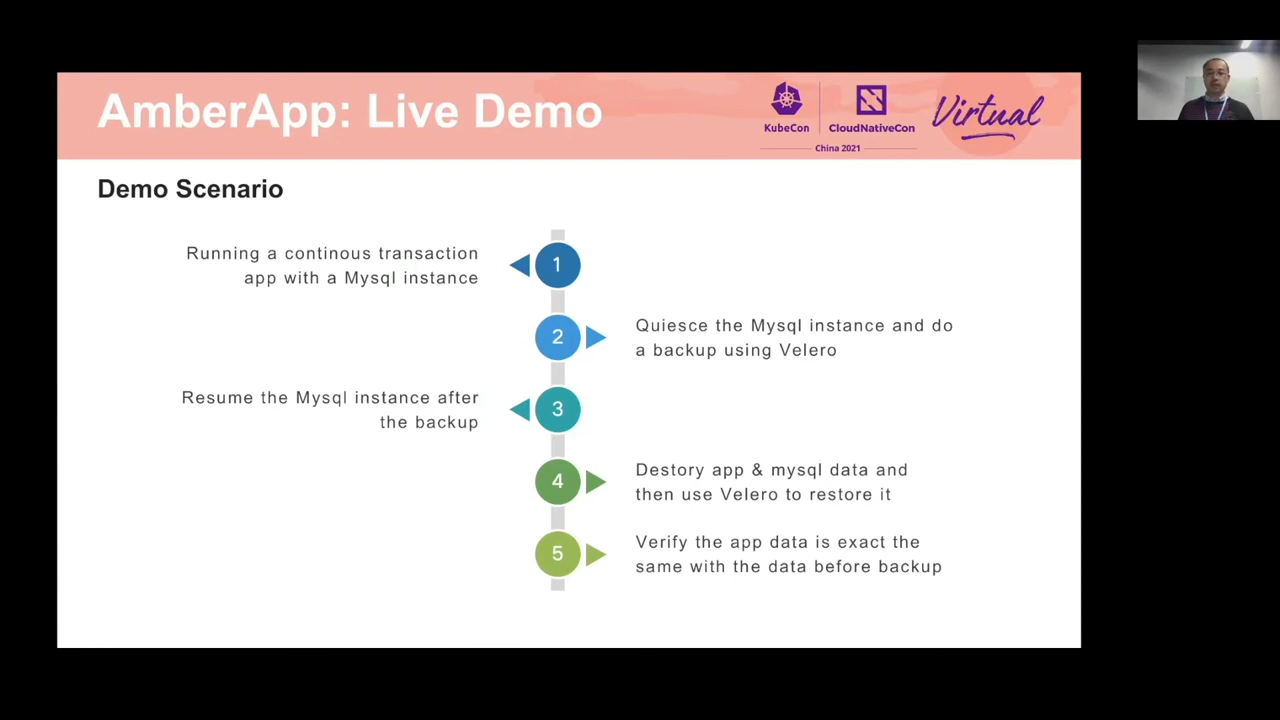 AmberApp: Live Demo
KubeCon
CloudNativeCon
China 2021
Virtual
Demo Scenario
Running a continous transaction
app with a Mysql instance
1
2
Quiesce the Mysql instance and do
a backup using Velero
Resume the Mysql instance after
the backup
3
4
Destory app & mysql data and
then use Velero to restore it
5
Verify the app data is exact the
same with the data before backup